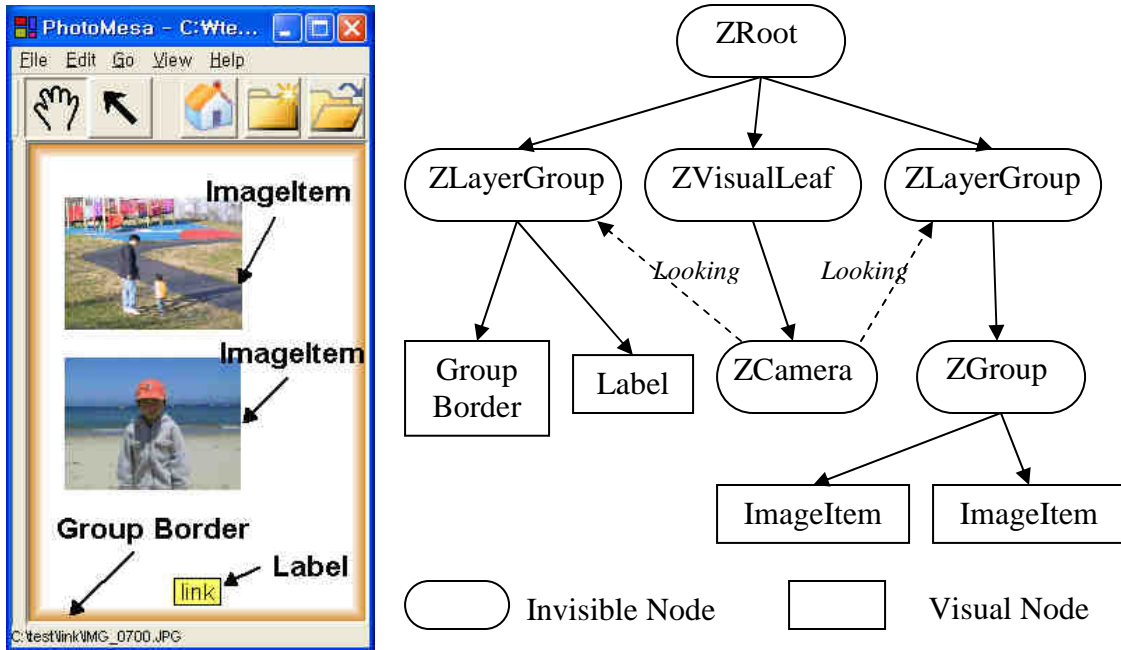 PhotoMesa - C:\te...
File Edit Go View Help
ImageItem
ImageItem
Group Border
Label
link
C:\test\link\IMG_0700.JPG
ZRoot
ZLayerGroup
ZVisualLeaf
ZLayerGroup
Looking
Looking
Group
Border
Label
ZCamera
ZGroup
ImageItem
ImageItem
Invisible Node
Visual Node